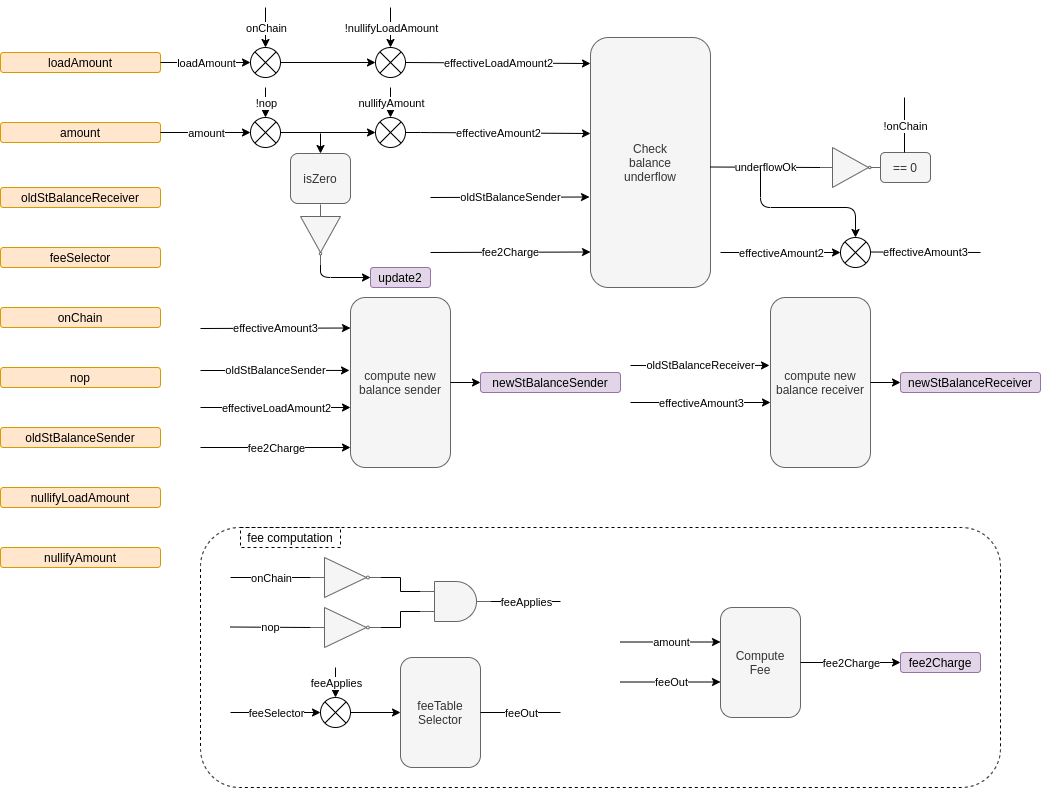 onChain
!nullifyLoadAmount
loadAmount
loadAmount
effectiveLoadAmount2
!nop
nullifyAmount
amount
amount
effectiveAmount2
!onChain
Check
balance
underflow
underflowOk
== 0
isZero
oldStBalanceReceiver
oldStBalanceSender
feeSelector
fee2Charge
effectiveAmount2
effectiveAmount3
update2
onChain
effectiveAmount3
oldStBalanceSender
effectiveLoadAmount2
fee2Charge
compute new
balance sender
newStBalanceSender
oldStBalanceReceiver
effectiveAmount3
compute new
balance receiver
newStBalanceReceiver
nop
oldStBalanceSender
nullifyLoadAmount
nullifyAmount
fee computation
onChain
nop
feeApplies
feeApplies
feeSelector
feeTable
Selector
feeOut
amount
feeOut
Compute
Fee
fee2Charge
fee2Charge